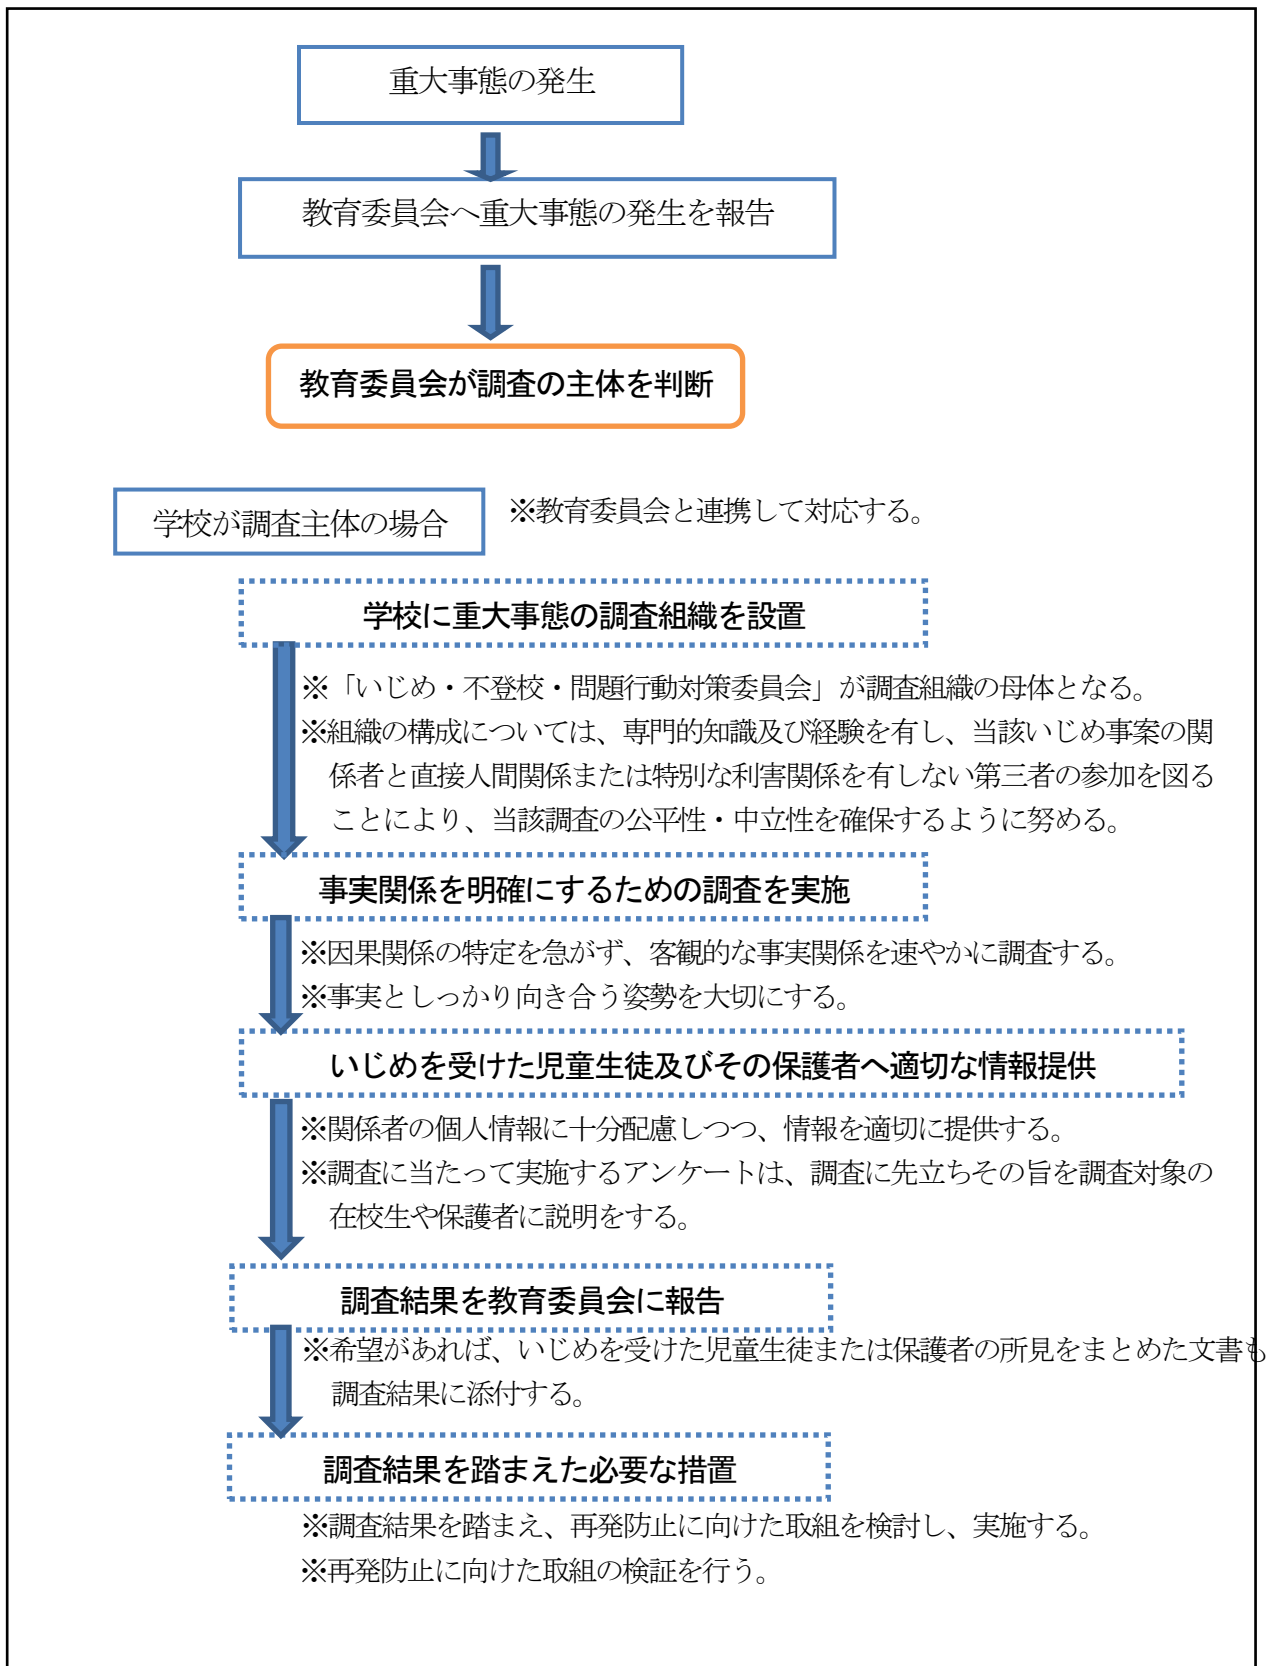 重大事態の発生
教育委員会へ重大事態の発生を報告
教育委員会が調査の主体を判断
学校が調査主体の場合
※教育委員会と連携して対応する。
学校に重大事態の調査組織を設置
※「いじめ・不登校・問題行動対策委員会」が調査組織の母体となる。
※組織の構成については、専門的知識及び経験を有し、当該いじめ事案の関
係者と直接人間関係または特別な利害関係を有しない第三者の参加を図る
ことにより、当該調査の公平性・中立性を確保するように努める。
事実関係を明確にするための調査を実施
※因果関係の特定を急がず、客観的な事実関係を速やかに調査する。
※事実としっかり向き合う姿勢を大切にする。
いじめを受けた児童生徒及びその保護者へ適切な情報提供
※関係者の個人情報に十分配慮しつつ、情報を適切に提供する。
※調査に当たって実施するアンケートは、調査に先立ちその旨を調査対象の
在校生や保護者に説明をする。
調査結果を教育委員会に報告
※希望があれば、いじめを受けた児童生徒または保護者の所見をまとめた文書も
調査結果に添付する。
調査結果を踏まえた必要な措置
※調査結果を踏まえ、再発防止に向けた取組を検討し、実施する。
※再発防止に向けた取組の検証を行う。